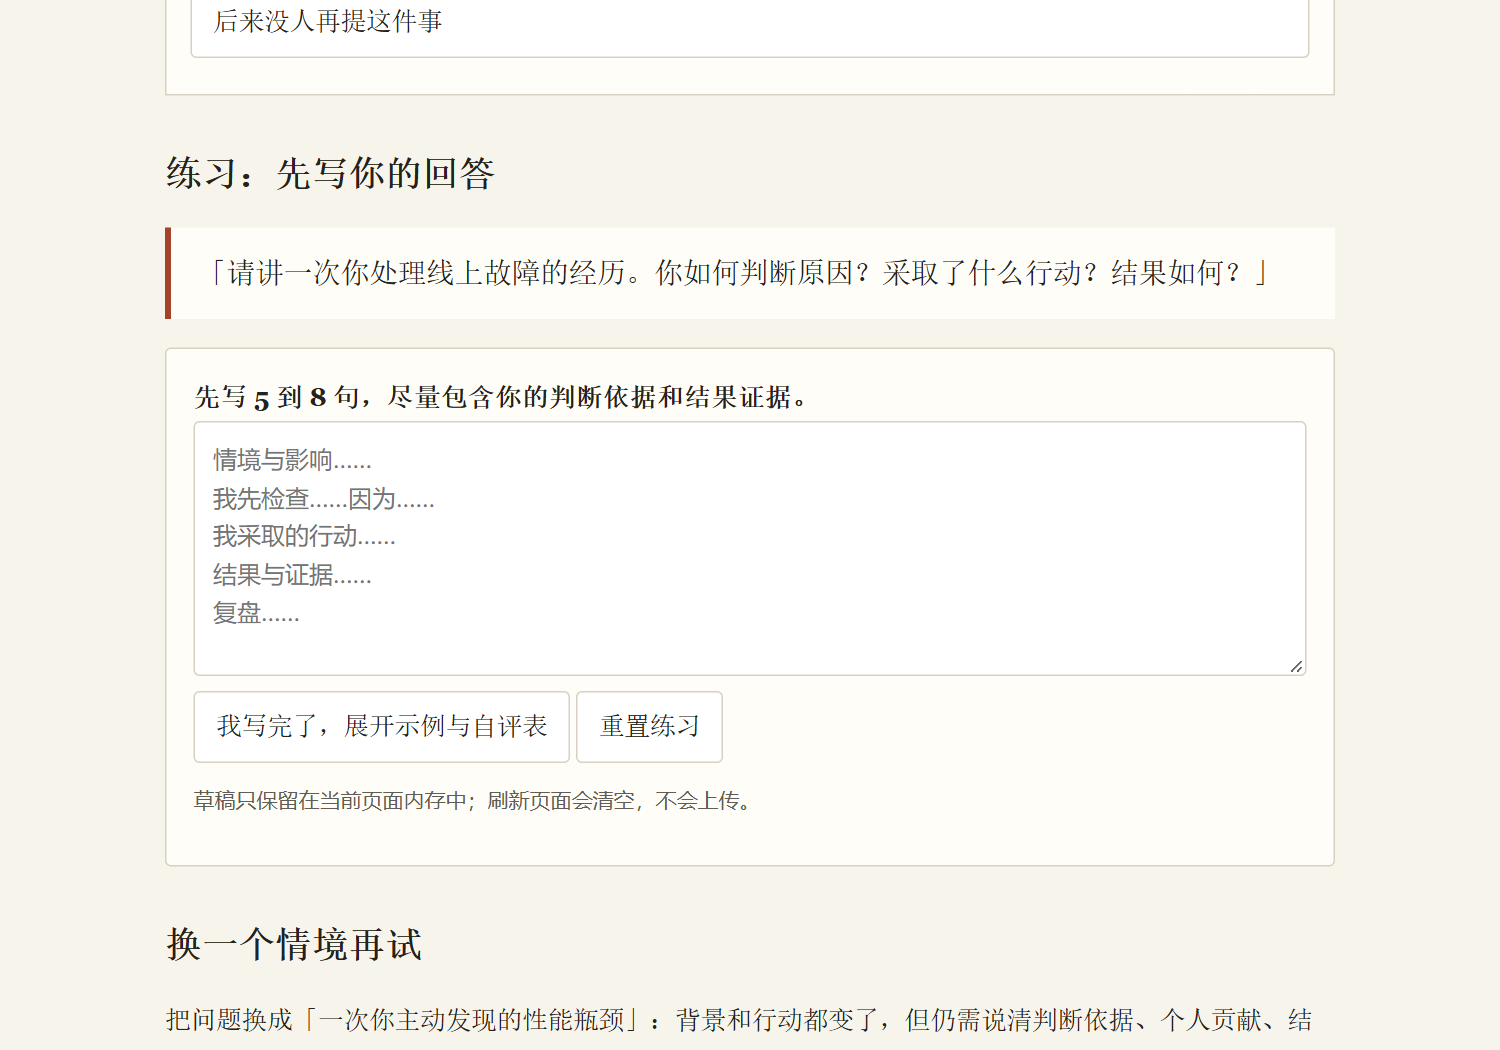 后来没人再提这件事
练习：先写你的回答
「请讲一次你处理线上故障的经历。你如何判断原因？采取了什么行动？结果如何？」
先写 5 到 8 句，尽量包含你的判断依据和结果证据。
情境与影响……
我先检查……因为……
我采取的行动……
结果与证据……
复盘……
我写完了，展开示例与自评表
重置练习
草稿只保留在当前页面内存中；刷新页面会清空，不会上传。
换一个情境再试
把问题换成「一次你主动发现的性能瓶颈」：背景和行动都变了，但仍需说清判断依据、个人贡献、结